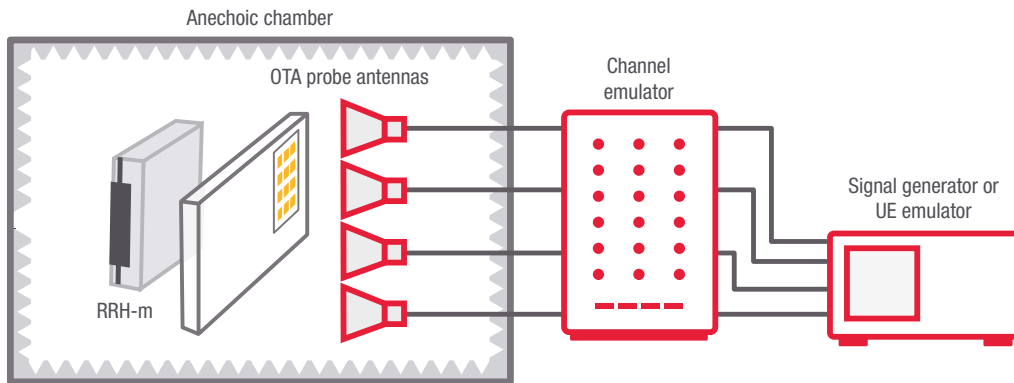 Anechoic chamber
OTA probe antennas
Channel
emulator
Signal generator or
UE emulator
RRH-m